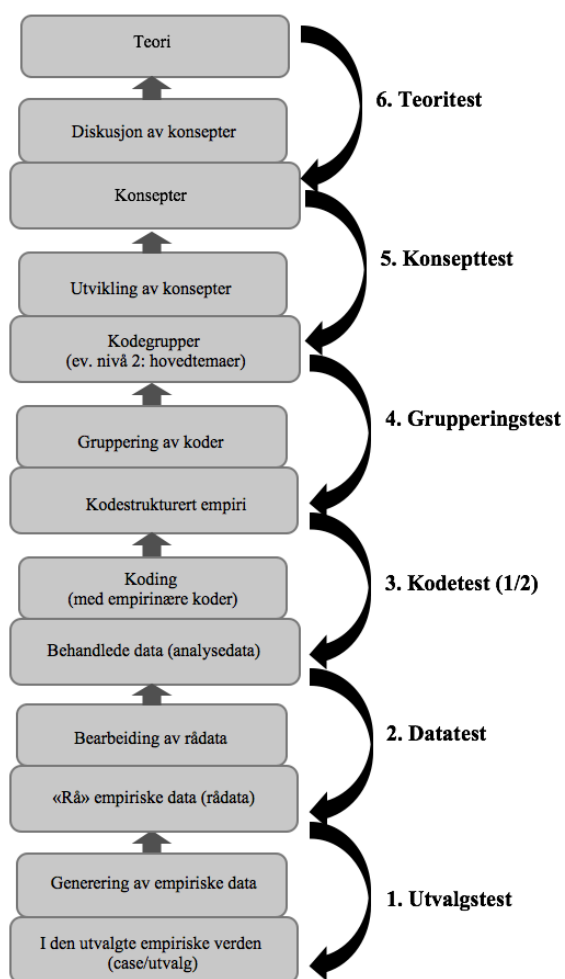 Teori
6. Teoritest
Diskusjon av konsepter
Konsepter
5. Konsepttest
Utvikling av konsepter
Kodegrupper
(ev. nivå 2: hovedtemaer)
4. Grupperingstest
Gruppering av koder
Kodestrukturert empiri
Koding
(med empirinære koder)
3. Kodetest (1/2)
Behandlede data (analysedata)
2. Datatest
Bearbeiding av rådata
«Rå» empiriske data (rådata)
Generering av empiriske data
1. Utvalgstest
I den utvalgte empiriske verden
(case/utvalg)